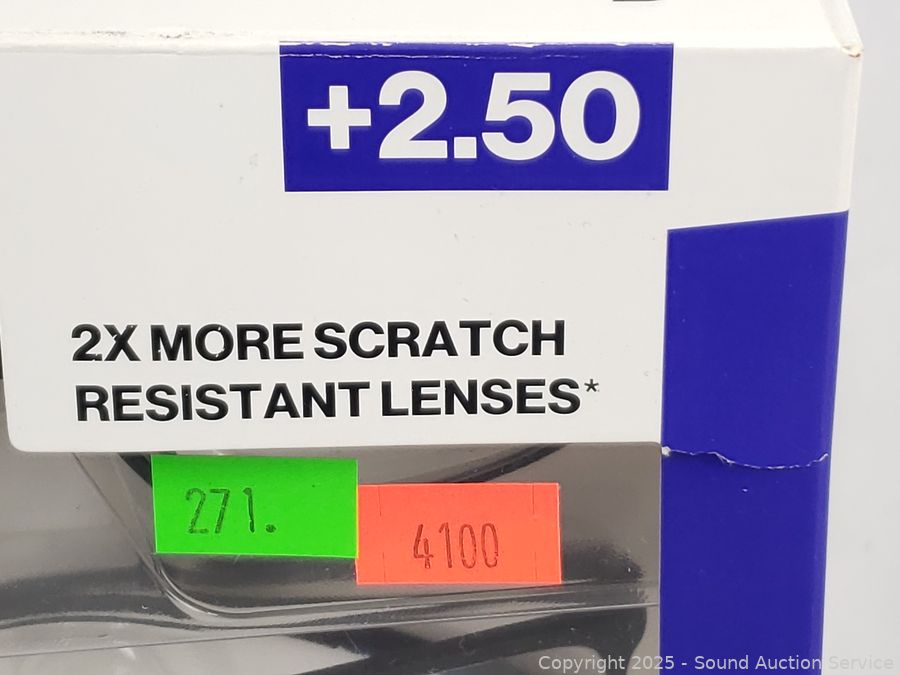 +2.50
2X MORE SCRATCH
RESISTANT LENSES*
271.
4100
Copyright 2025 - Sound Auction Service